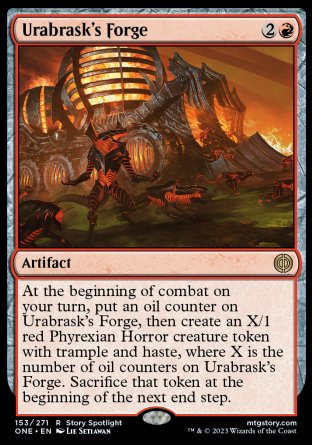 Urabrask's Forge 2
Artifact
At the beginning of combat on
your turn, put an oil counter on
Urabrask's Forge, then create an X/1
red Phyrexian Horror creature token
with trample and haste, where X is
the number of oil counters on Urabrask's
Forge. Sacrifice that token at the
beginning of the next end step.
153/271 R Story Spotlight mtgstory.com
ONE • EN Lie Setiawan ™ & © 2023 Wizards of the Coast